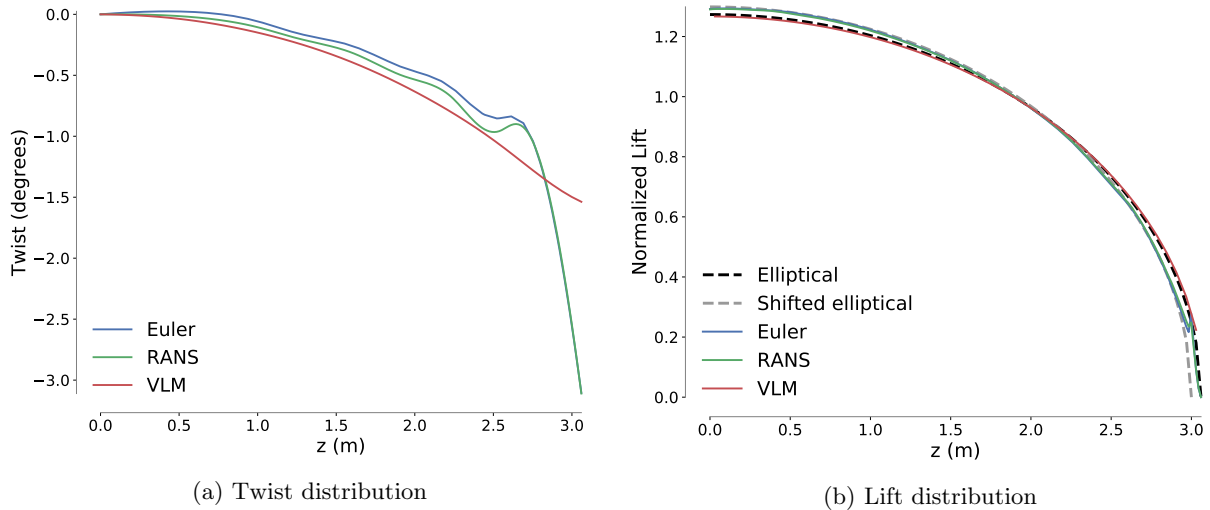 0.0
−0.5
−1.0
−1.5
−2.0
−2.5
−3.0
Twist (degrees)
Euler
RANS
VLM
0.0 0.5 1.0 1.5 2.0 2.5 3.0
z (m)
(a) Twist distribution
1.2
1.0
0.8
0.6
0.4
0.2
0.0
Normalized Lift
Elliptical
Shifted elliptical
Euler
RANS
VLM
0.0 0.5 1.0 1.5 2.0 2.5 3.0
z (m)
(b) Lift distribution